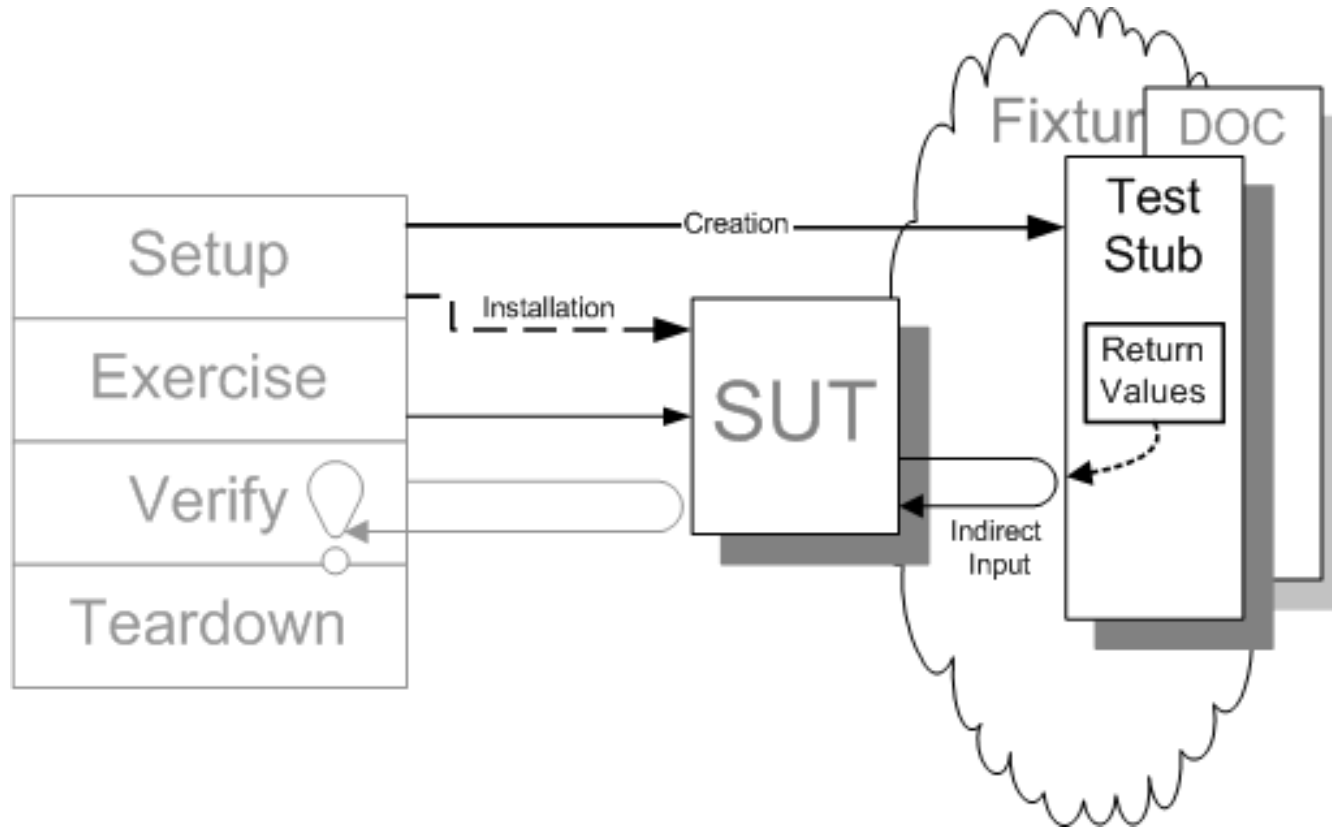 Fixtur
DOC
Test
Stub
Creation
Setup
Installation
Return
Values
Exercise
SUT
Verify
Indirect
Input
Teardown